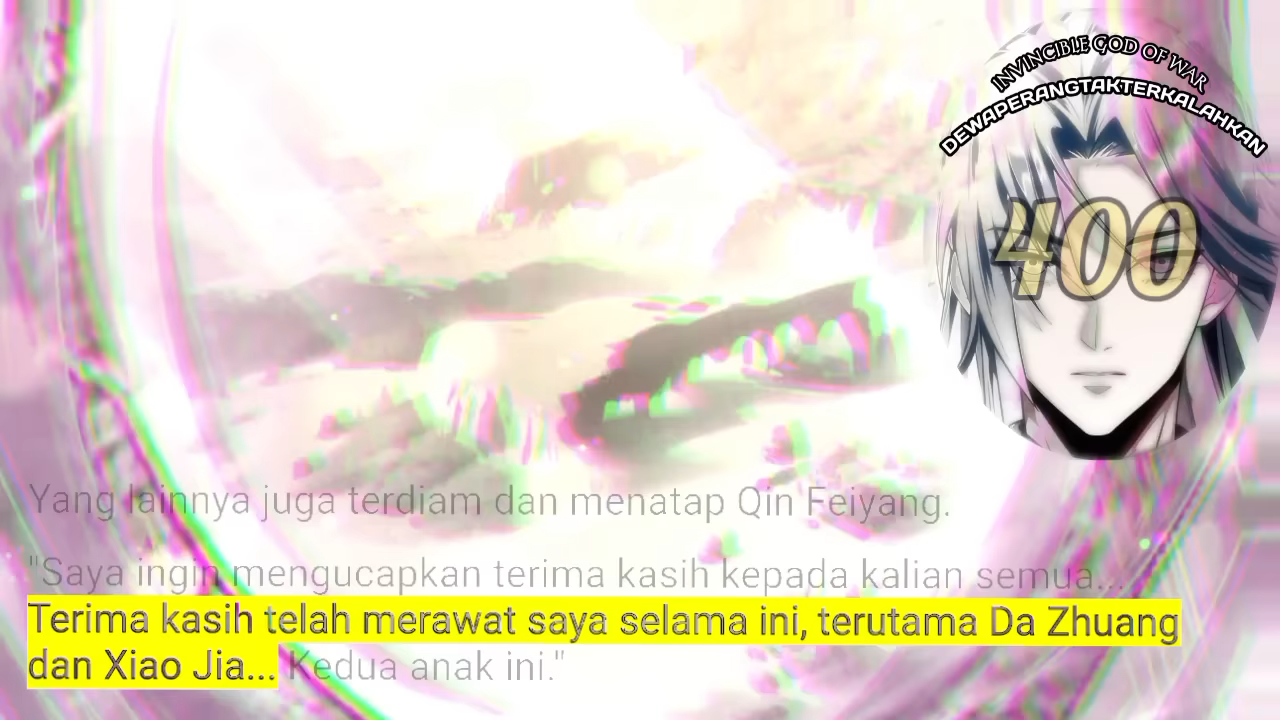 INVINCIBLE GOD OF WAR
DEWAPERANGTAKTERKALAHKAN
400
Yang lainnya juga terdiam dan menatap Qin Feiyang.
"Saya ingin mengucapkan terima kasih kepada kalian semua...
Terima kasih telah merawat saya selama ini, terutama Da Zhuang
dan Xiao Jia... Kedua anak ini."